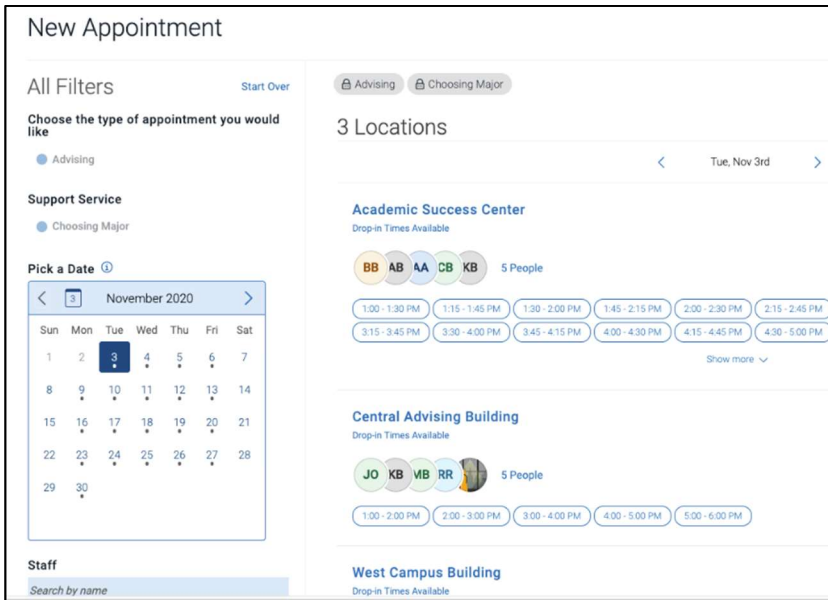 New Appointment
All Filters
Start Over
Choose the type of appointment you would
like
Advising
Support Service
Choosing Major
Pick a Date
3
November 2020
Sun Mon Tue Wed Thu Fri Sat
1 2 3 4 5 6 7
8 9 10 11 12 13 14
15 16 17 18 19 20 21
22 23 24 25 26 27 28
29 30
Staff
Search by name
Advising Choosing Major
3 Locations
Tue, Nov 3rd
Academic Success Center
Drop-in Times Available
BB AB AA CB KB 5 People
1:00 - 1:30 PM 1:15 - 1:45 PM 1:30 - 2:00 PM 1:45 - 2:15 PM 2:00 - 2:30 PM 2:15 - 2:45 PM
3:15 - 3:45 PM 3:30 - 4:00 PM 3:45 - 4:15 PM 4:00 - 4:30 PM 4:15 - 4:45 PM 4:30 - 5:00 PM
Show more
Central Advising Building
Drop-in Times Available
JO KB MB RR 5 People
1:00 - 2:00 PM 2:00 - 3:00 PM 3:00 - 4:00 PM 4:00 - 5:00 PM 5:00 - 6:00 PM
West Campus Building
Drop-in Times Available